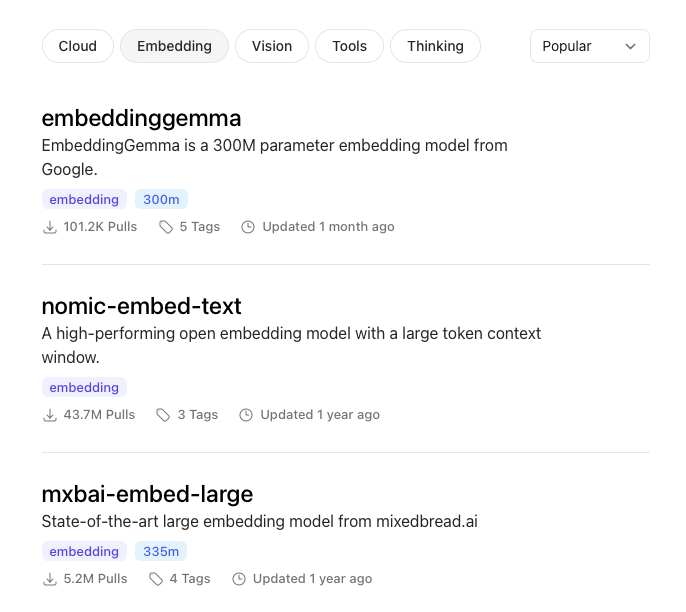 Cloud Embedding Vision Tools Thinking Popular
embeddinggemma
EmbeddingGemma is a 300M parameter embedding model from
Google.
embedding 300m
101.2K Pulls 5 Tags Updated 1 month ago
nomic-embed-text
A high-performing open embedding model with a large token context
window.
embedding
43.7M Pulls 3 Tags Updated 1 year ago
mxbai-embed-large
State-of-the-art large embedding model from mixedbread.ai
embedding 335m
5.2M Pulls 4 Tags Updated 1 year ago